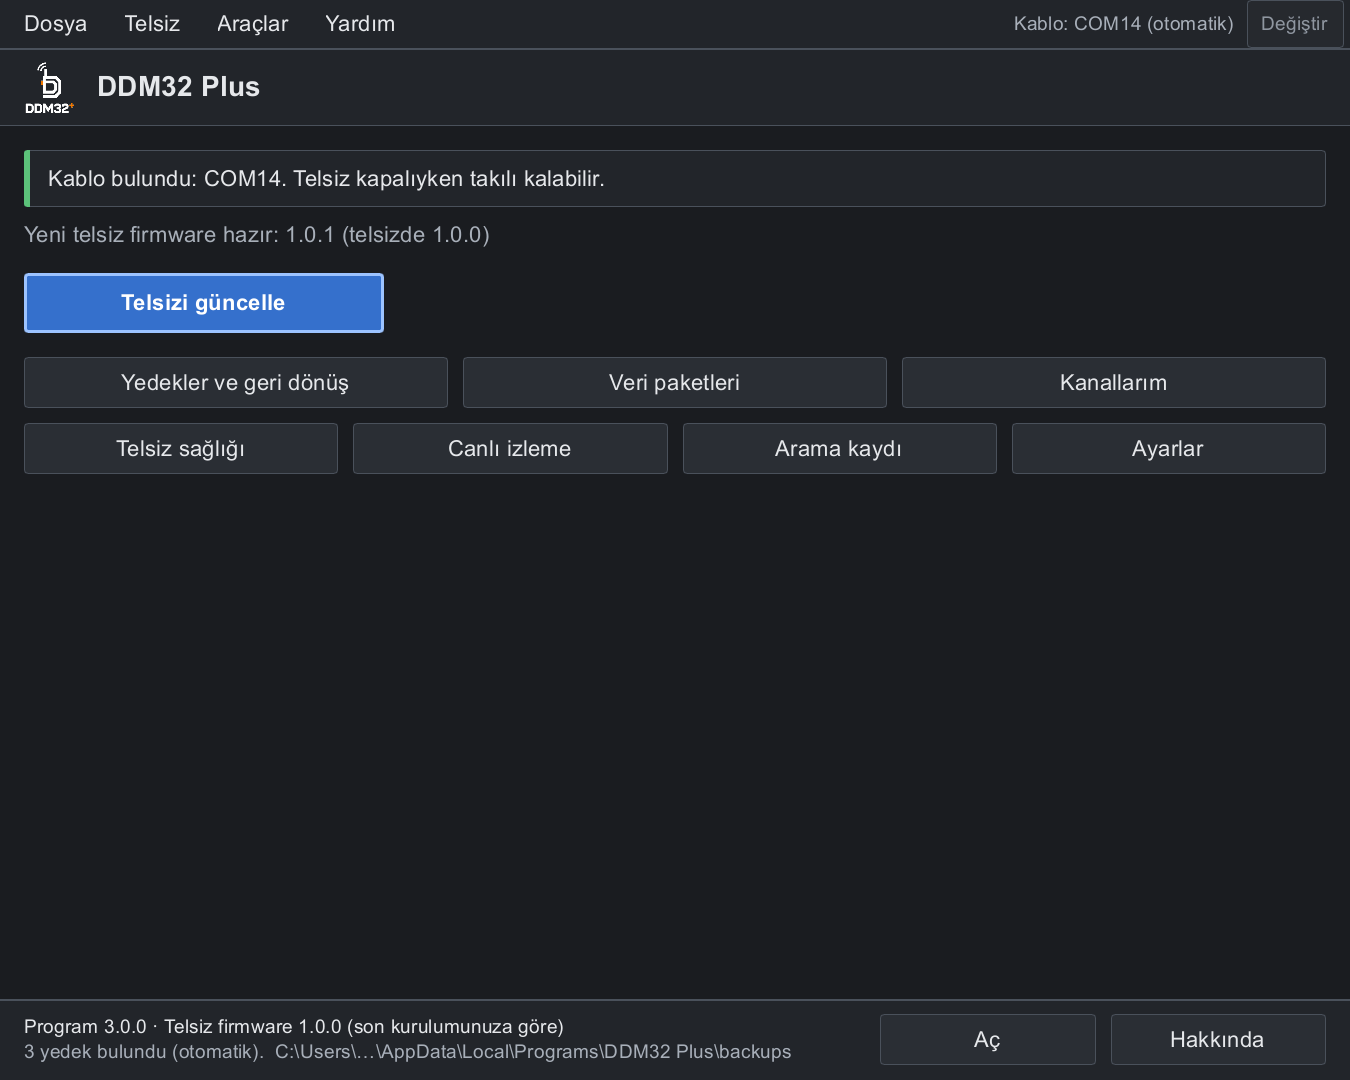 Dosya Telsiz Araçlar Yardım Kablo: COM14 (otomatik) Değiştir
DDM32+ DDM32 Plus
Kablo bulundu: COM14. Telsiz kapalıyken takılı kalabilir.
Yeni telsiz firmware hazır: 1.0.1 (telsizde 1.0.0)
Telsizi güncelle
Yedekler ve geri dönüş Veri paketleri Kanallarım
Telsiz sağlığı Canlı izleme Arama kaydı Ayarlar
Program 3.0.0 · Telsiz firmware 1.0.0 (son kurulumunuza göre)
3 yedek bulundu (otomatik). C:\Users\…\AppData\Local\Programs\DDM32 Plus\backups
Aç Hakkında